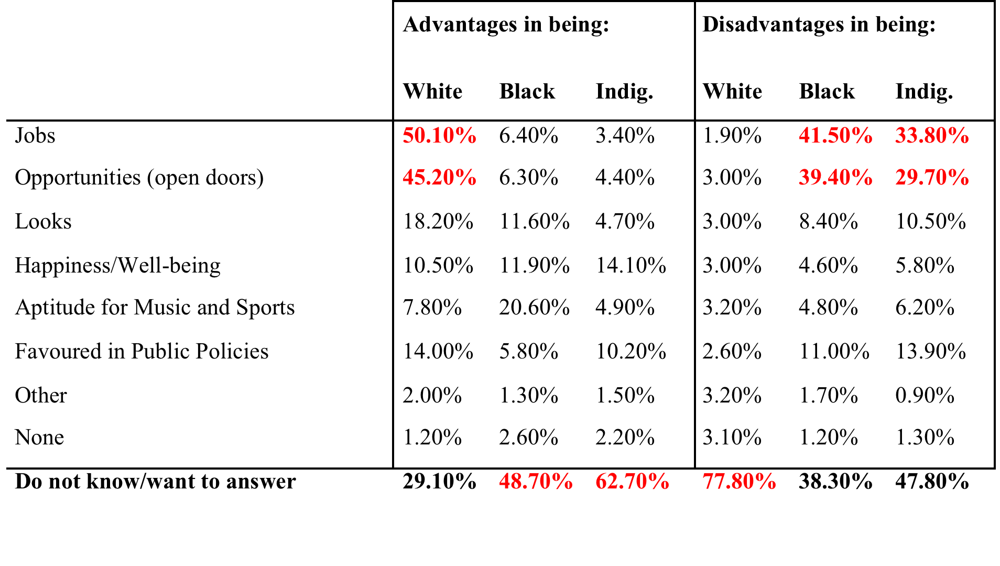 Advantages in being: Disadvantages in being:
White Black Indig. White Black Indig.
Jobs 50.10% 6.40% 3.40% 1.90% 41.50% 33.80%
Opportunities (open doors) 45.20% 6.30% 4.40% 3.00% 39.40% 29.70%
Looks 18.20% 11.60% 4.70% 3.00% 8.40% 10.50%
Happiness/Well-being 10.50% 11.90% 14.10% 3.00% 4.60% 5.80%
Aptitude for Music and Sports 7.80% 20.60% 4.90% 3.20% 4.80% 6.20%
Favoured in Public Policies 14.00% 5.80% 10.20% 2.60% 11.00% 13.90%
Other 2.00% 1.30% 1.50% 3.20% 1.70% 0.90%
None 1.20% 2.60% 2.20% 3.10% 1.20% 1.30%
Do not know/want to answer 29.10% 48.70% 62.70% 77.80% 38.30% 47.80%